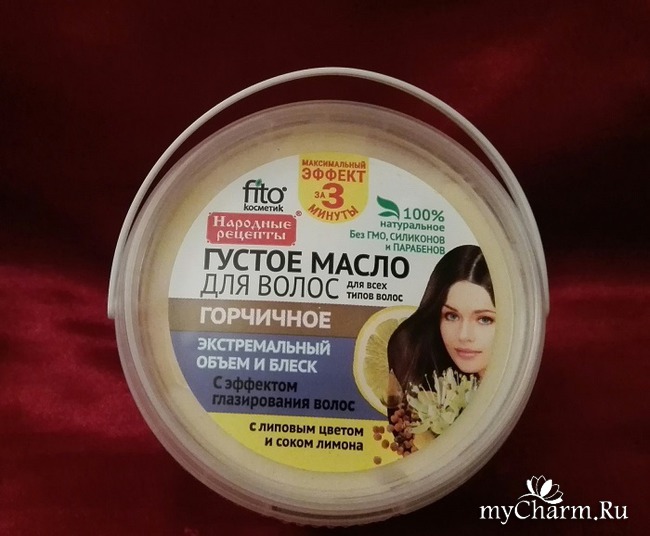 МАКСИМАЛЬНЫЙ
ЭФФЕКТ
ЗА 3
МИНУТЫ
fito®
косметик
Народные
рецепты®
100%
натуральное
Без ГМО, СИЛИКОНОВ
и ПАРАБЕНОВ
ГУСТОЕ МАСЛО
ДЛЯ ВОЛОС для всех
типов волос
ГОРЧИЧНОЕ
ЭКСТРЕМАЛЬНЫЙ
ОБЪЕМ И БЛЕСК
С эффектом
глазирования волос
с липовым цветом
и соком лимона
myCharm.Ru